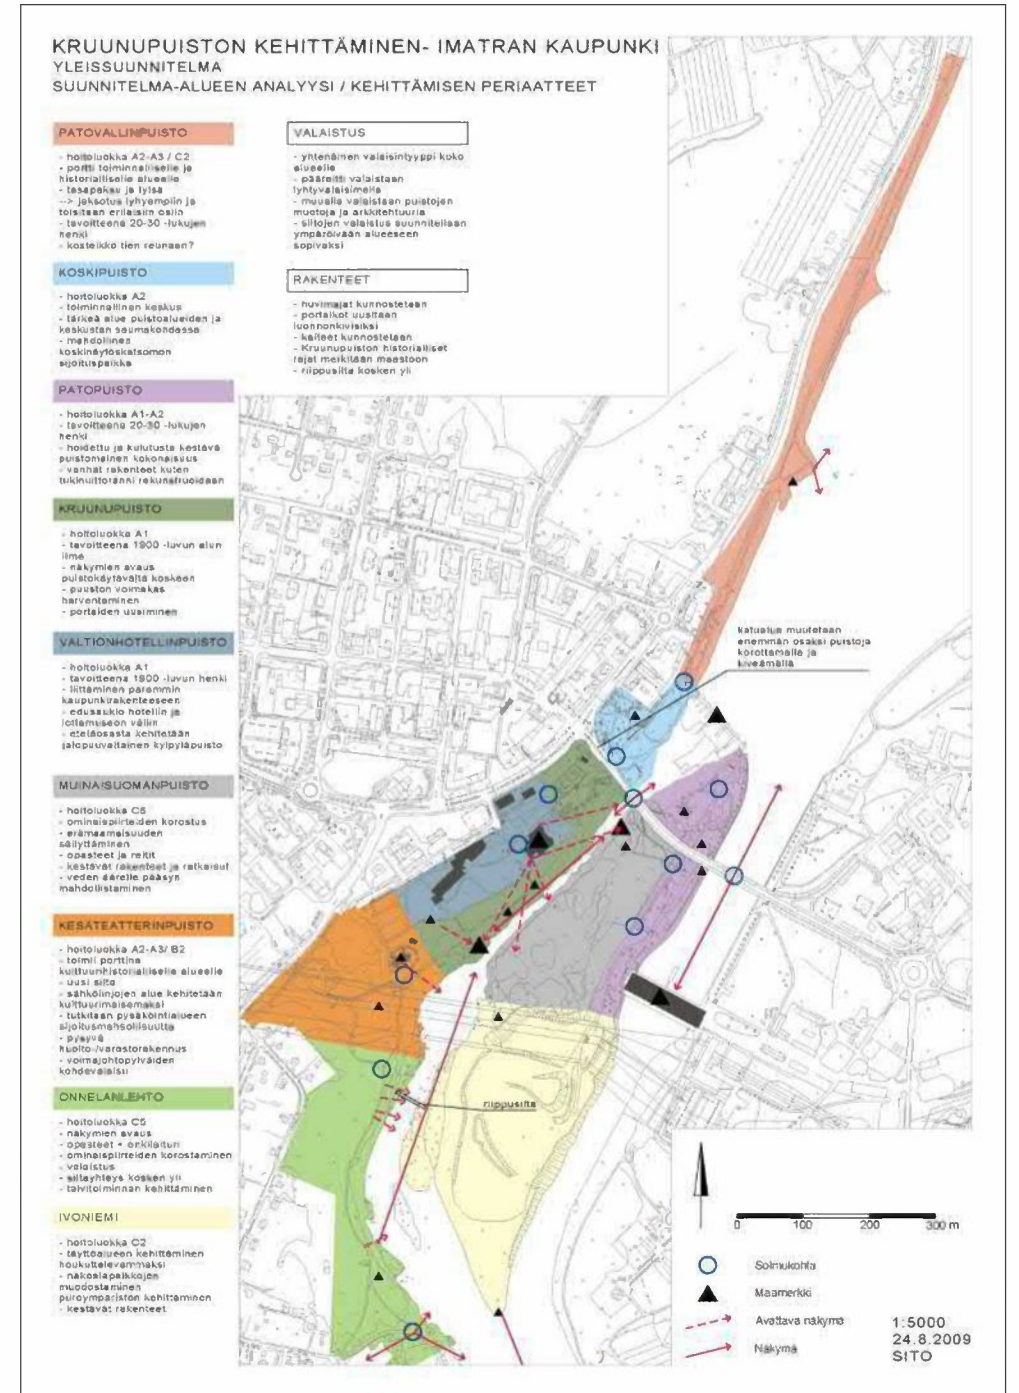 KRUUNUPUISTON KEHITTÄMINEN- IMATRAN KAUPUNKI
YLEISSUUNNITELMA
SUUNNITELMA-ALUEEN ANALYYSI / KEHITTÄMISEN PERIAATTEET
PATOVALLINPUISTO
- hoitoluokka A2-A3 / C2
- portti toiminnalliselle ja
historialliselle alueelle
- tasapaksu ja tylsä
--> jaksotus lyhyempiin ja
toisistaan erilaisiin osiin
- tavoitteena 20-30 -lukujen
henki
- kosteikko tien reunaan?
KOSKIPUISTO
- hoitoluokka A2
- toiminnallinen keskus
- tärkeä alue puistoalueiden ja
keskustan saumakohdassa
- mahdollinen
koskinäytöskatsomon
sijoituspaikka
PATOPUISTO
- hoitoluokka A1-A2
- tavoitteena 20-30 -lukujen
henki
- hoidettu ja kulutusta kestävä
puistomainen kokonaisuus
- vanhat rakenteet kuten
tukinuittoränni rekonstruoidaan
KRUUNUPUISTO
- hoitoluokka A1
- tavoitteena 1900 -luvun alun
ilme
- näkymien avaus
puistokäytävältä koskeen
- puuston voimakas
harventaminen
- portaiden uusiminen
VALTIONHOTELLINPUISTO
- hoitoluokka A1
- tavoitteena 1900 -luvun henki
- liittäminen paremmin
kaupunkirakenteeseen
- edusaukio hotellin ja
lottamuseon väliin
- eteläosasta kehitetään
jalopuuvaltainen kylpyläpuisto
MUINAISUOMANPUISTO
- hoitoluokka C5
- ominaispiirteiden korostus
- erämaamaisuuden
säilyttäminen
- opasteet ja reitit
- kestävät rakenteet ja ratkaisut
- veden äärelle pääsyn
mahdollistaminen
KESÄTEATTERINPUISTO
- hoitoluokka A2-A3/ B2
- toimii porttina
kulttuurihistorialliselle alueelle
- uusi silta
- sähkölinjojen alue kehitetään
kulttuurimaisemaksi
- tutkitaan pysäköintialueen
sijoitusmahdollisuutta
- pysyvä
huolto-/varastorakennus
- voimajohtopylväiden
kohdevalaisu
ONNELANLEHTO
- hoitoluokka C5
- näkymien avaus
- opasteet + onkilaituri
- ominaispiirteiden korostaminen
- valaistus
- siltayhteys kosken yli
- talvitoiminnan kehittäminen
IVONIEMI
- hoitoluokka C2
- täyttöalueen kehittäminen
houkuttelevammaksi
- näköalapaikkojen
muodostaminen
puroympäristön kehittäminen
- kestävät rakenteet
VALAISTUS
- yhtenäinen valaisintyyppi koko
alueelle
- pääreitti valaistaan
lyhtyvalaisimella
- muualla valaistaan puistojen
muotoja ja arkkitehtuuria
- siltojen valaistus suunnitellaan
ympäröivään alueeseen
sopivaksi
RAKENTEET
- huvimajat kunnostetaan
- portaikot uusitaan
luonnonkivisiksi
- kaiteet kunnostetaan
- Kruunupuiston historialliset
rajat merkitään maastoon
- riippusilta kosken yli
katualue muutetaan
enemmän osaksi puistoja
korottamalla ja
kiveämällä
riippusilta
0 100 200 300 m
Solmukohta
Maamerkki
Avattava näkymä
Näkymä
1:5000
24.8.2009
SITO